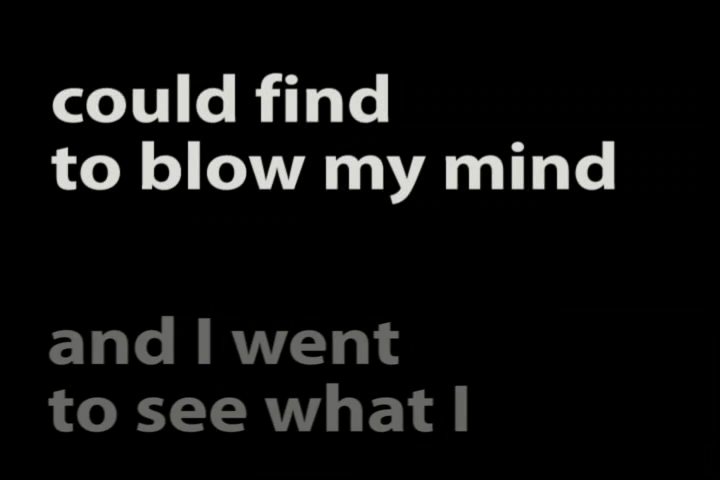 could find
to blow my mind
and I went
to see what I